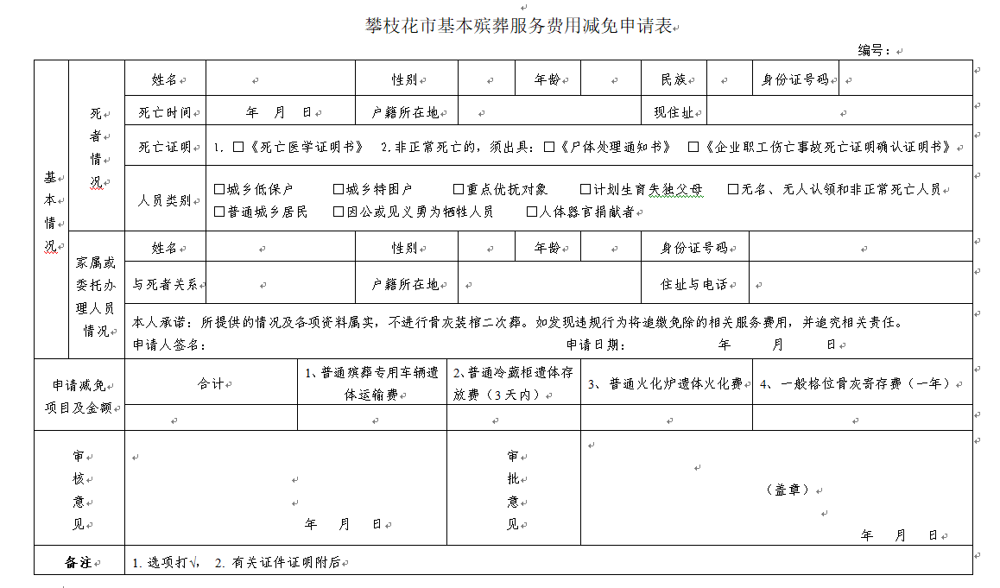 攀枝花市基本殡葬服务费用减免申请表
编号：
基本情况
死者情况
姓名 性别 年龄 民族 身份证号码
死亡时间 年 月 日 户籍所在地 现住址
死亡证明 1. □《死亡医学证明书》 2.非正常死亡的，须出具：□《尸体处理通知书》 □《企业职工伤亡事故死亡证明确认证明书》
人员类别
□城乡低保户 □城乡特困户 □重点优抚对象 □计划生育失独父母 □无名、无人认领和非正常死亡人员
□普通城乡居民 □因公或见义勇为牺牲人员 □人体器官捐献者
家属或
委托办
理人员
情况
姓名 性别 年龄 身份证号码
与死者关系 户籍所在地 住址与电话
本人承诺：所提供的情况及各项资料属实，不进行骨灰装棺二次葬。如发现违规行为将追缴免除的相关服务费用，并追究相关责任。
申请人签名： 申请日期： 年 月 日
申请减免
项目及金额
合计
1、普通殡葬专用车辆遗
体运输费
2、普通冷藏柜遗体存
放费（3天内）
3、普通火化炉遗体火化费
4、一般格位骨灰寄存费（一年）
审核意见
年 月 日
审批意见
（盖章）
年 月 日
备注 1. 选项打√， 2. 有关证件证明附后